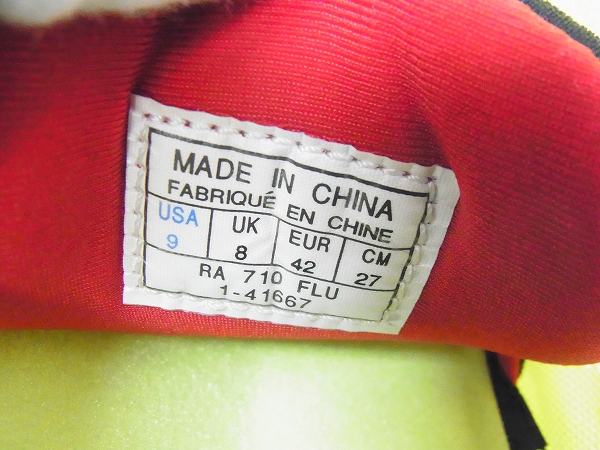 MADE IN CHINA
FABRIQUÉ EN CHINE
USA UK EUR CM
9 8 42 27
RA 710 FLU
1-41667